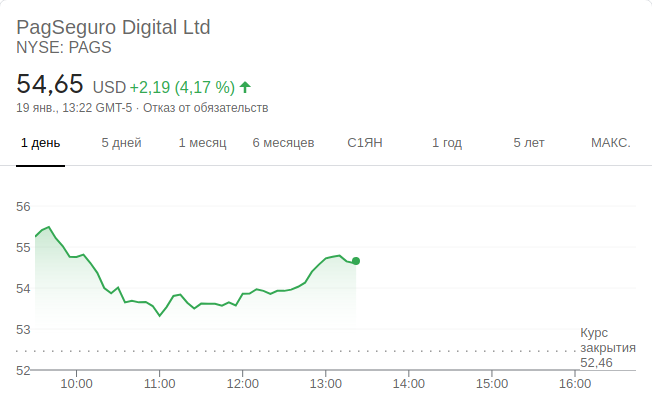 PagSeguro Digital Ltd
NYSE: PAGS
54,65 USD +2,19 (4,17 %)
19 янв., 13:22 GMT-5 · Отказ от обязательств
1 день 5 дней 1 месяц 6 месяцев С1ЯН 1 год 5 лет МАКС.
56
55
54
53
Курс
закрытия
52,46
52
10:00 11:00 12:00 13:00 14:00 15:00 16:00